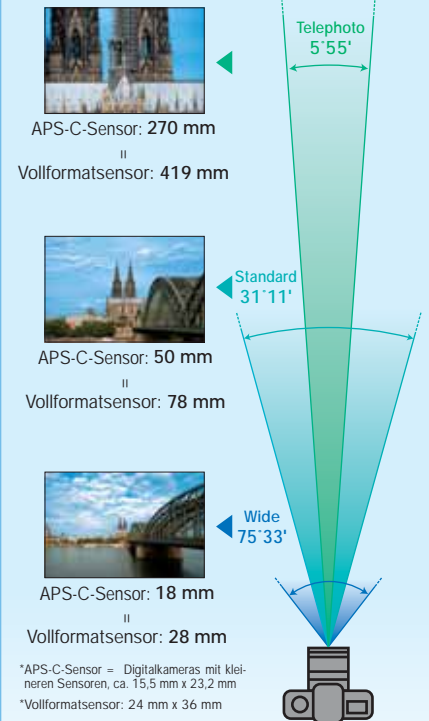 Telephoto
5°55'
APS-C-Sensor: 270 mm
=
Vollformatsensor: 419 mm
Standard
31°11'
APS-C-Sensor: 50 mm
=
Vollformatsensor: 78 mm
Wide
75°33'
APS-C-Sensor: 18 mm
=
Vollformatsensor: 28 mm
*APS-C-Sensor = Digitalkameras mit klei-
neren Sensoren, ca. 15,5 mm x 23,2 mm
*Vollformatsensor: 24 mm x 36 mm